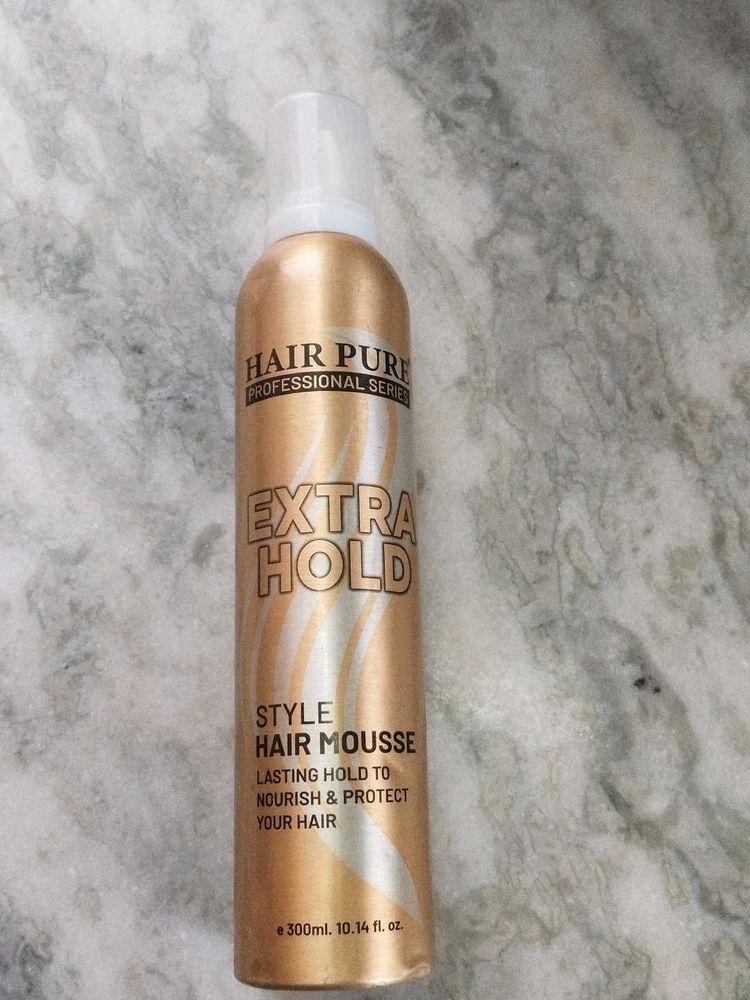 HAIR PURE
PROFESSIONAL SERIES
EXTRA
HOLD
STYLE
HAIR MOUSSE
LASTING HOLD TO
NOURISH & PROTECT
YOUR HAIR
e 300ml. 10.14 fl. oz.